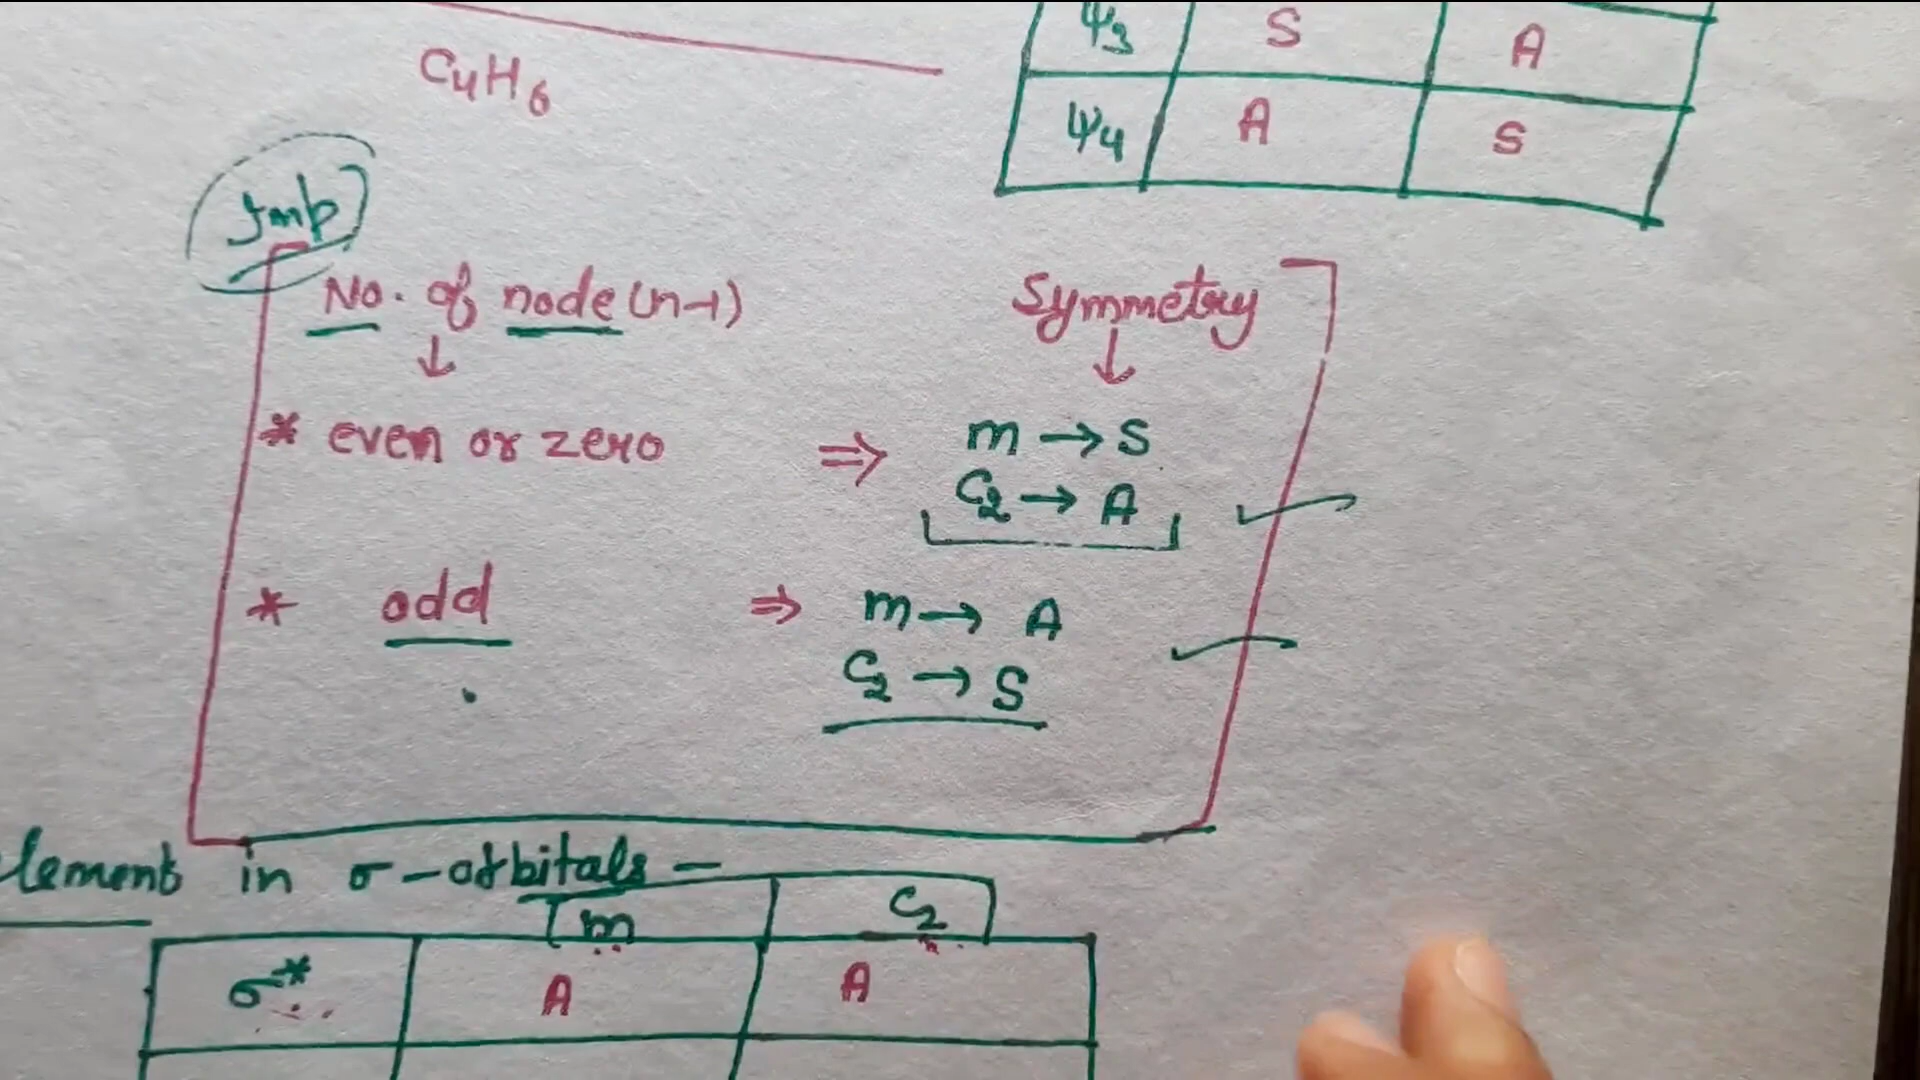 ψ3 S A
C4H6
ψ4 A S
Imp
No. of node (n-1) Symmetry
↓ ↓
* even or zero ⇒ m → S
C2 → A
* odd ⇒ m → A
C2 → S
lement in σ-orbitals -
m C2
σ* A A